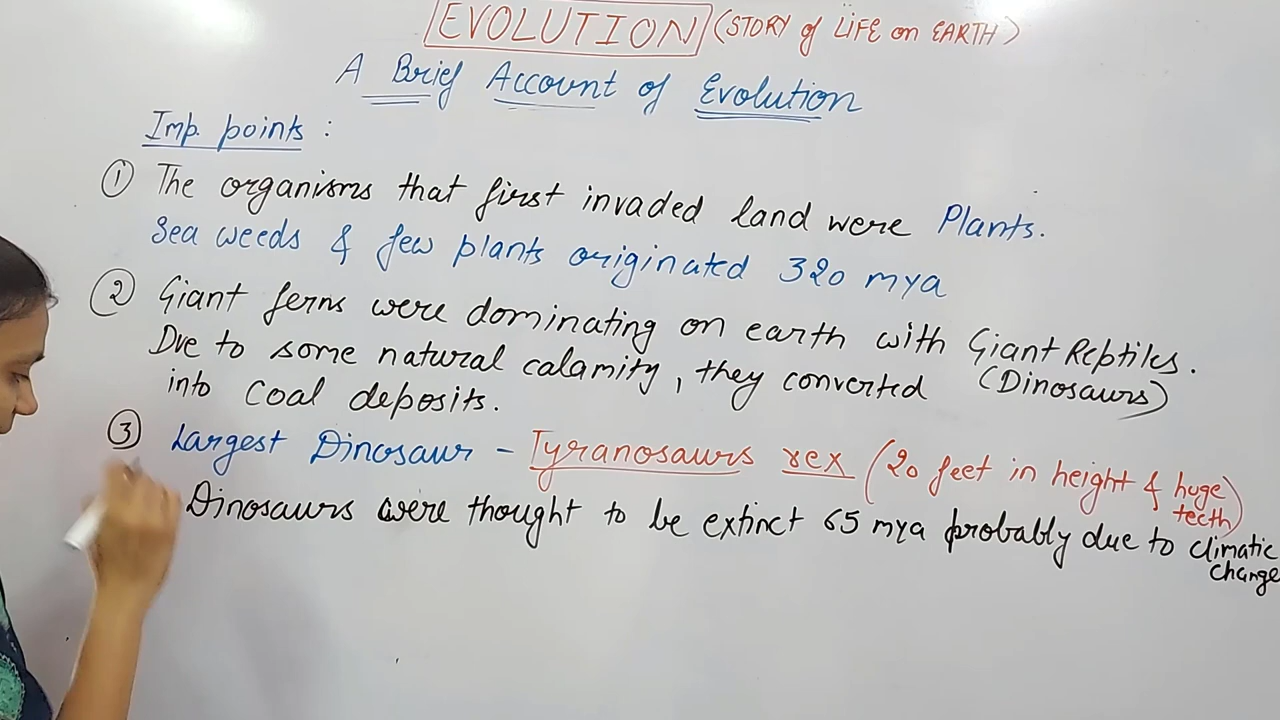 EVOLUTION (STORY of LIFE on EARTH)
A Brief Account of Evolution
Imp. points :
① The organisms that first invaded land were Plants.
Sea weeds & few plants originated 320 mya
② Giant ferns were dominating on earth with Giant Reptiles.
Due to some natural calamity, they converted (Dinosaurs)
into Coal deposits.
③ Largest Dinosaur - Tyranosaurs rex (20 feet in height & huge teeth)
Dinosaurs were thought to be extinct 65 mya probably due to climatic change